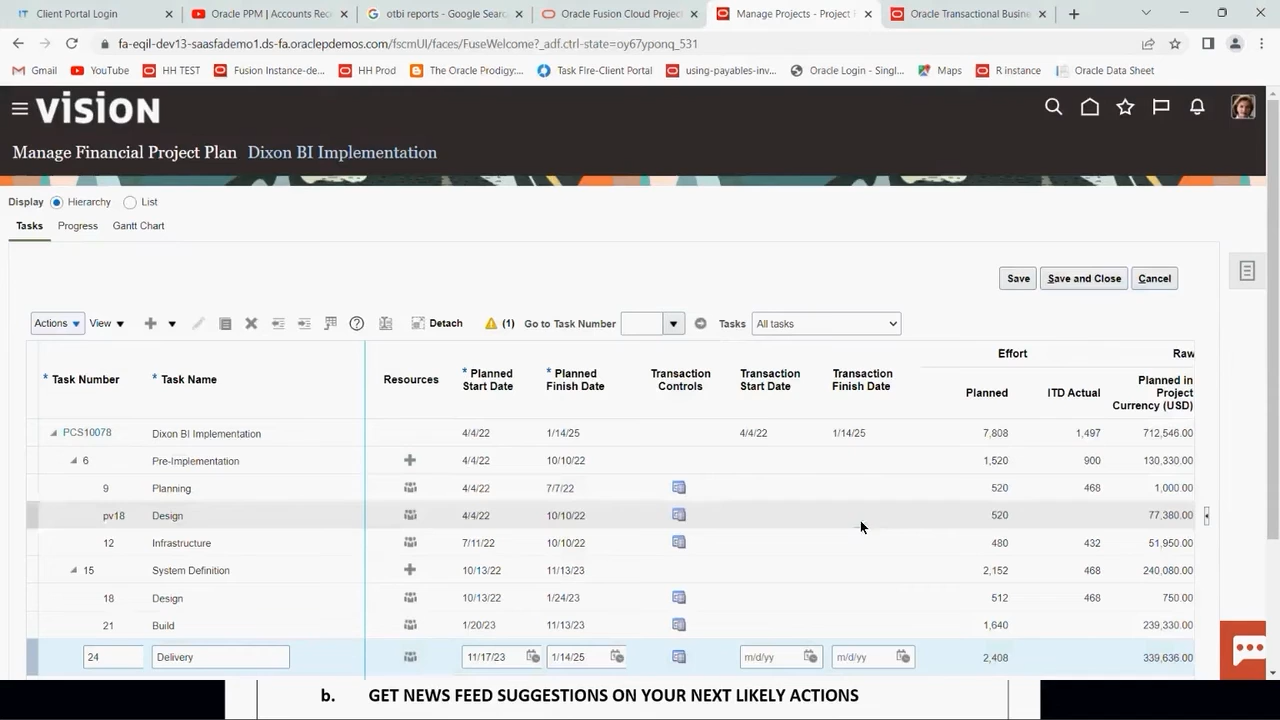 Client Portal Login
Oracle PPM | Accounts Rec
otbi reports - Google Sear
Oracle Fusion Cloud Project
Manage Projects - Project F
Oracle Transactional Busine
fa-eqil-dev13-saasfademo1.ds-fa.oraclepdemos.com/fscmUI/faces/FuseWelcome?_adf.ctrl-state=oy67yponq_531
Gmail YouTube HH TEST Fusion Instance-de... HH Prod The Oracle Prodigy:... Task FIre-Client Portal using-payables-inv... Oracle Login - Singl... Maps R instance Oracle Data Sheet
VISION
Manage Financial Project Plan Dixon BI Implementation
Display Hierarchy List
Tasks Progress Gantt Chart
Save Save and Close Cancel
Actions View Detach (1) Go to Task Number Tasks All tasks
Effort Raw
* Task Number * Task Name Resources * Planned Start Date * Planned Finish Date Transaction Controls Transaction Start Date Transaction Finish Date Planned ITD Actual Planned in Project Currency (USD)
PCS10078 Dixon BI Implementation 4/4/22 1/14/25 4/4/22 1/14/25 7,808 1,497 712,546.00
6 Pre-Implementation 4/4/22 10/10/22 1,520 900 130,330.00
9 Planning 4/4/22 7/7/22 520 468 1,000.00
pv18 Design 4/4/22 10/10/22 520 77,380.00
12 Infrastructure 7/11/22 10/10/22 480 432 51,950.00
15 System Definition 10/13/22 11/13/23 2,152 468 240,080.00
18 Design 10/13/22 1/24/23 512 468 750.00
21 Build 1/20/23 11/13/23 1,640 239,330.00
24 Delivery 11/17/23 1/14/25 m/d/yy m/d/yy 2,408 339,636.00
b. GET NEWS FEED SUGGESTIONS ON YOUR NEXT LIKELY ACTIONS